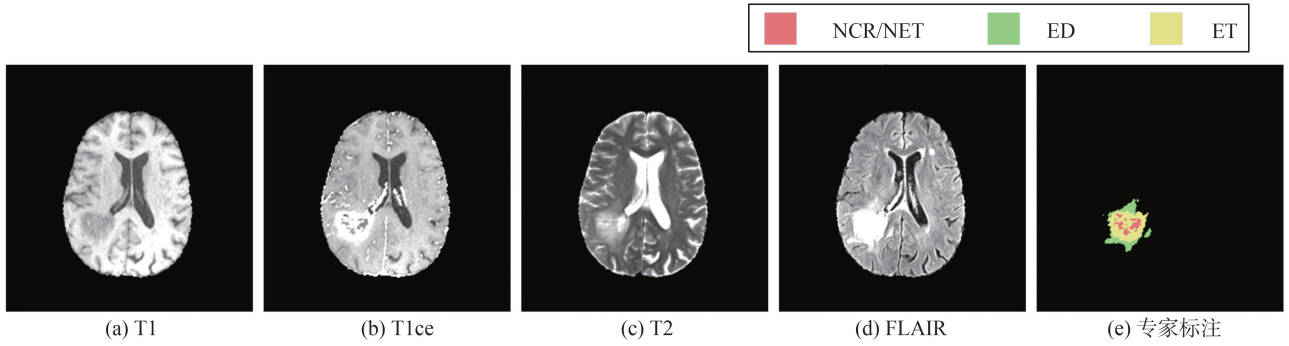 NCR/NET ED ET
(a) T1 (b) T1ce (c) T2 (d) FLAIR (e) 专家标注